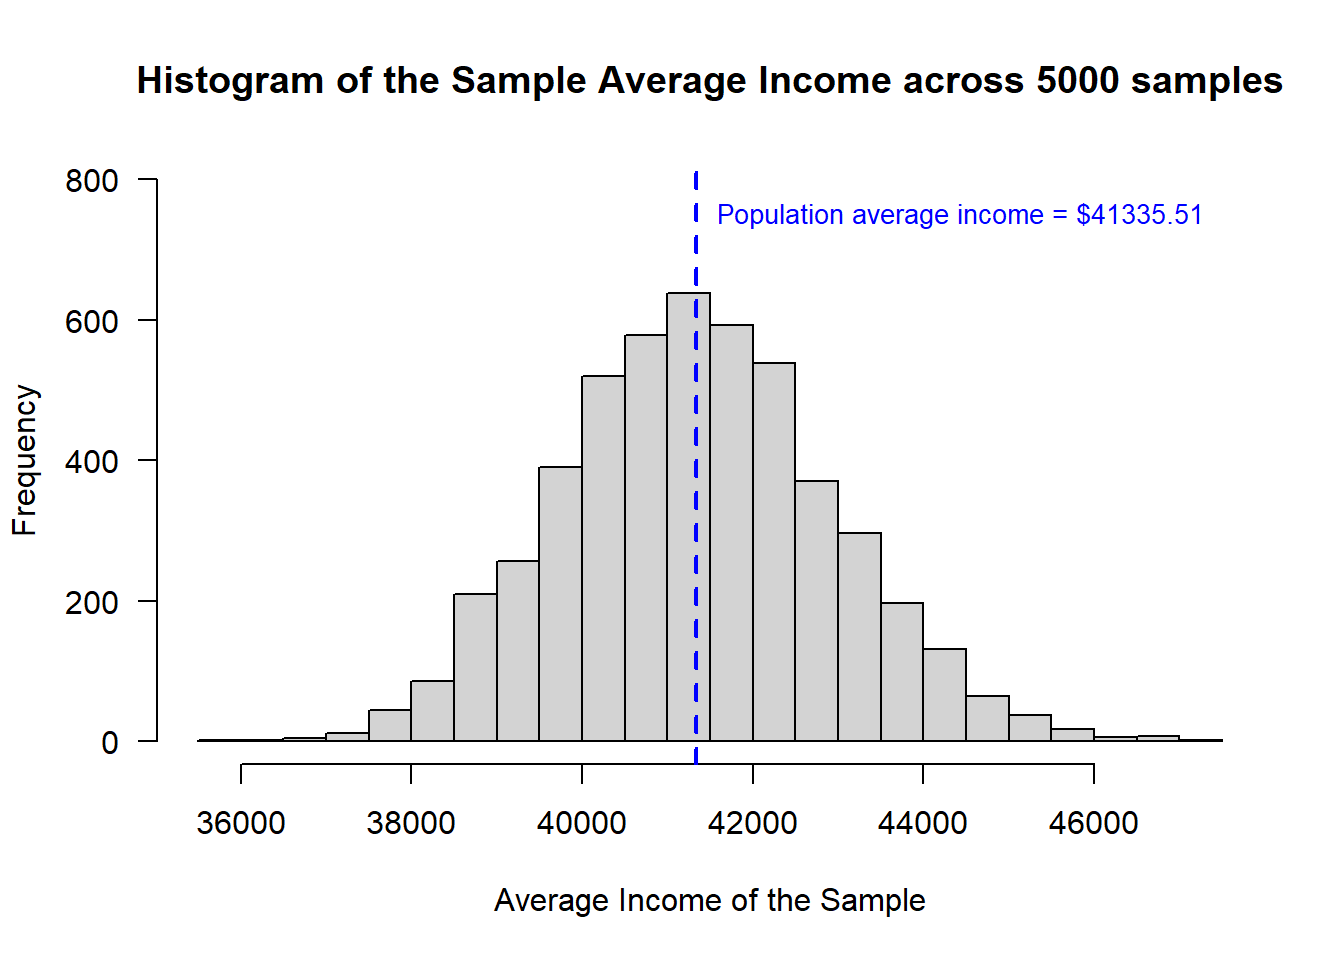 Histogram of the Sample Average Income across 5000 samples
800
Population average income = $41335.51
600
400
200
0
Frequency
36000 38000 40000 42000 44000 46000
Average Income of the Sample